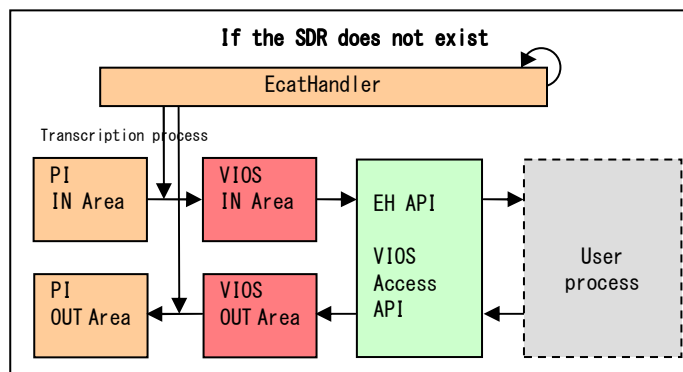 If the SDR does not exist
EcatHandler
Transcription process
PI
IN Area
VIOS
IN Area
EH API
VIOS
Access
API
User
process
PI
OUT Area
VIOS
OUT Area